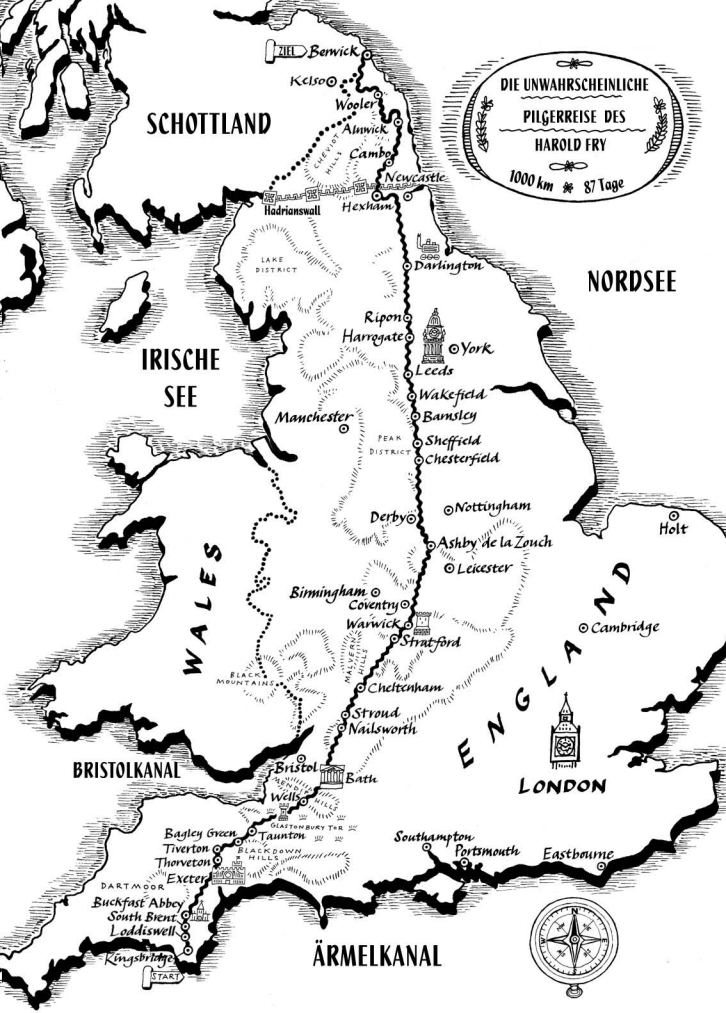 ZIEL
Berwick
Kelso
Wooler
SCHOTTLAND
Alnwick
CHEVIOT
HILLS
Cambo
Newcastle
Hadrianswall
Hexham
DIE UNWAHRSCHEINLICHE
PILGERREISE DES
HAROLD FRY
1000 km
87 Tage
LAKE
DISTRICT
Darlington
NORDSEE
Ripon
Harrogate
York
IRISCHE
SEE
Leeds
Wakefield
Manchester
Barnsley
PEAK
DISTRICT
Sheffield
Chesterfield
Nottingham
Derby
Holt
Ashby de la Zouch
Leicester
WALES
Birmingham
Coventry
Warwick
Stratford
Cambridge
ENGLAND
MALVERN
HILLS
BLACK
MOUNTAINS
Cheltenham
Stroud
Nailsworth
BRISTOLKANAL
Bristol
Bath
LONDON
MENDIP HILLS
Wells
GLASTONBURY TOR
Bagley Green
Taunton
Tiverton
BLACKDOWN
HILLS
Thorveton
Exeter
Southampton
Portsmouth
Eastbourne
DARTMOOR
Buckfast Abbey
South Brent
Loddiswell
Kingsbridge
START
ÄRMELKANAL
N
W
E
S